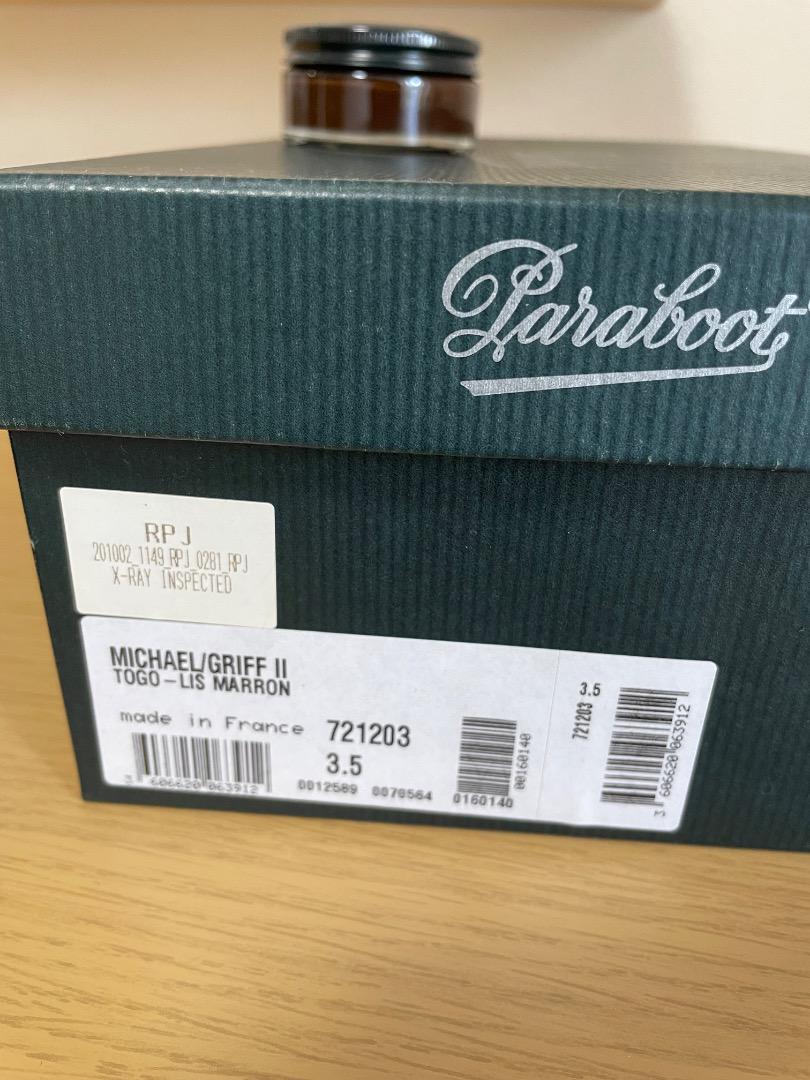 Paraboot
RPJ
201002_1149_RPJ_0281_RPJ
X-RAY INSPECTED
MICHAEL/GRIFF II
TOGO-LIS MARRON
made in France 721203
3.5
3 606620 063912
0012589 0070564 0160140
00160140
3.5
721203
3 606620 063912